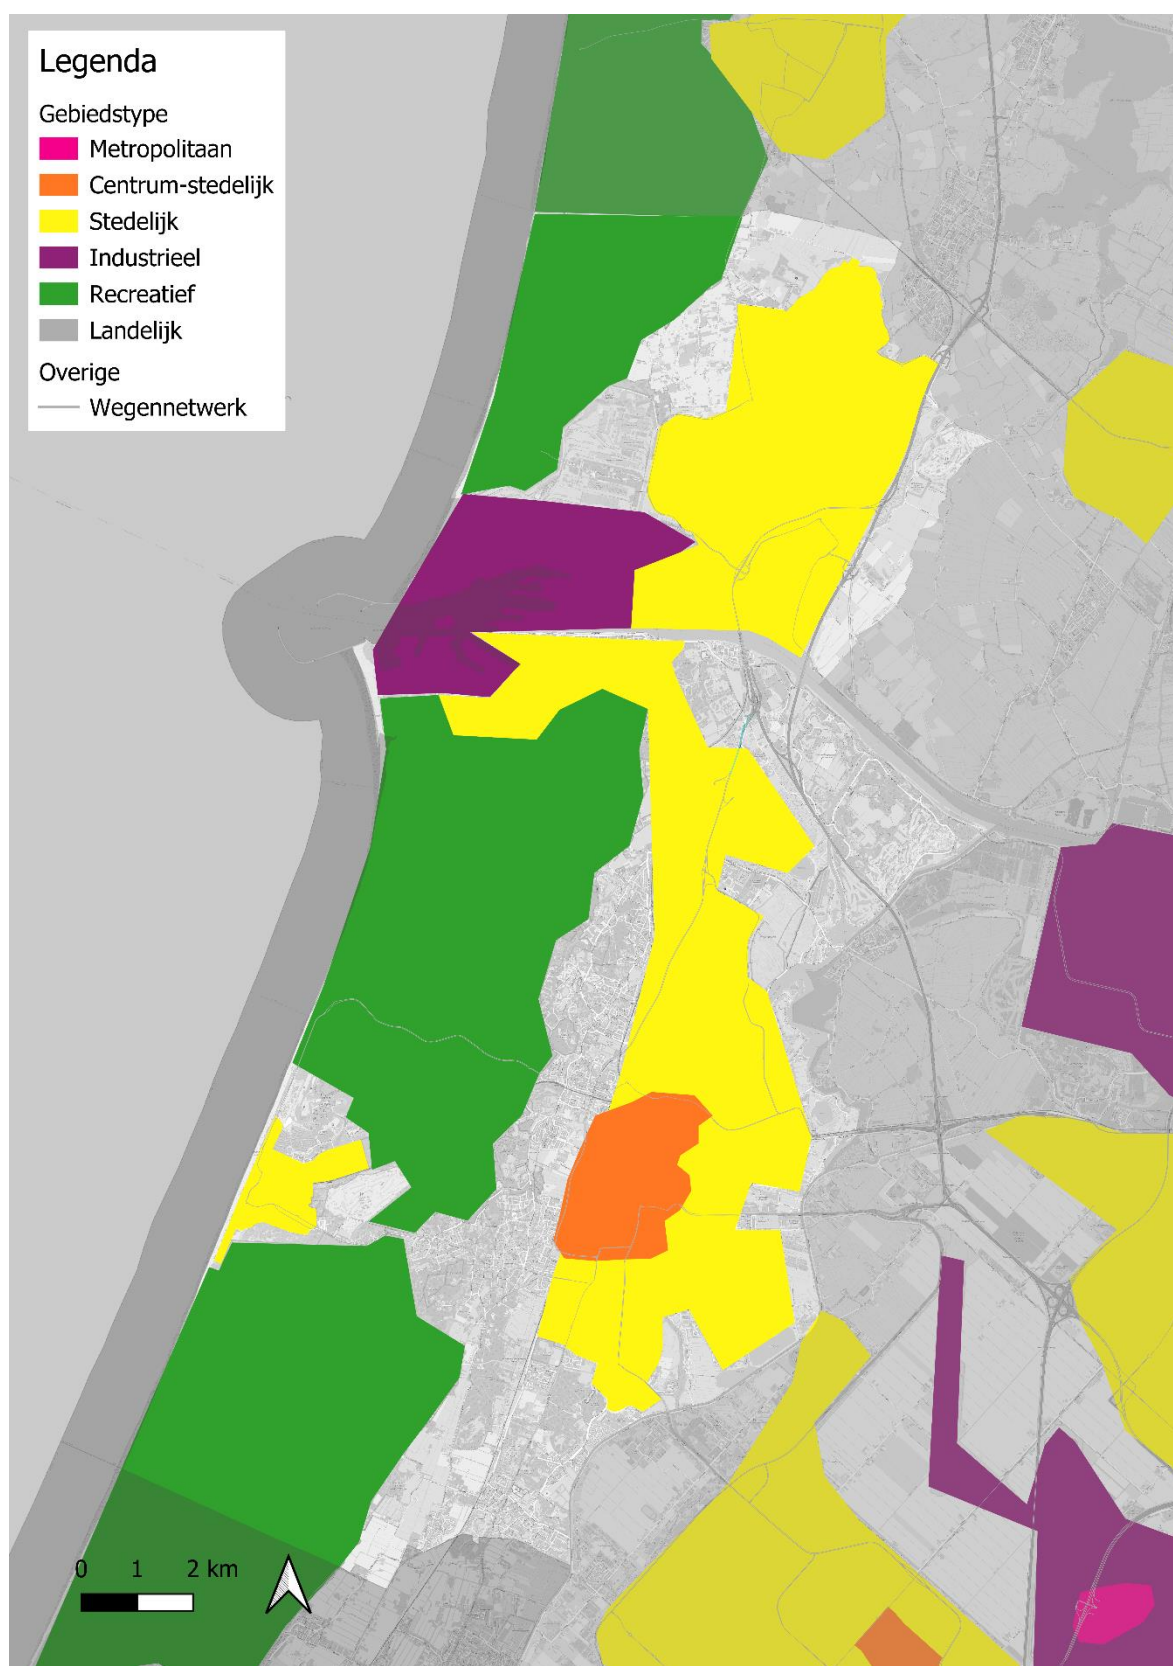 Legenda
Gebiedstype
Metropolitaan
Centrum-stedelijk
Stedelijk
Industrieel
Recreatief
Landelijk
Overige
Wegennetwerk
0 1 2 km